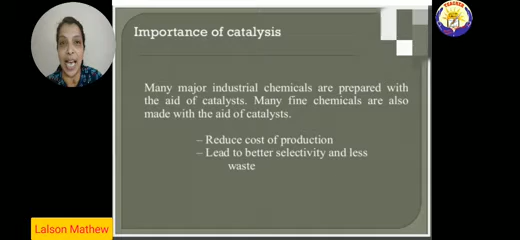 Importance of catalysis
Many major industrial chemicals are prepared with
the aid of catalysts. Many fine chemicals are also
made with the aid of catalysts.
– Reduce cost of production
– Lead to better selectivity and less
waste
Lalson Mathew